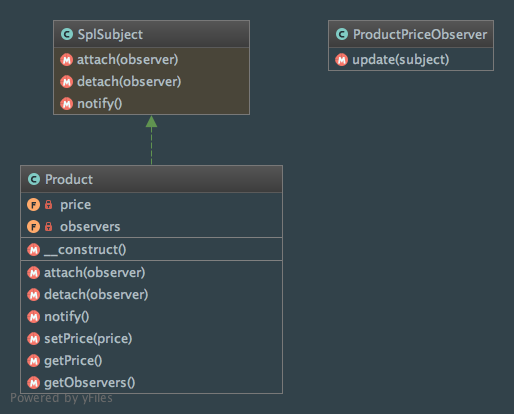 SplSubject
attach(observer)
detach(observer)
notify()
ProductPriceObserver
update(subject)
Product
price
observers
__construct()
attach(observer)
detach(observer)
notify()
setPrice(price)
getPrice()
getObservers()
Powered by yFiles